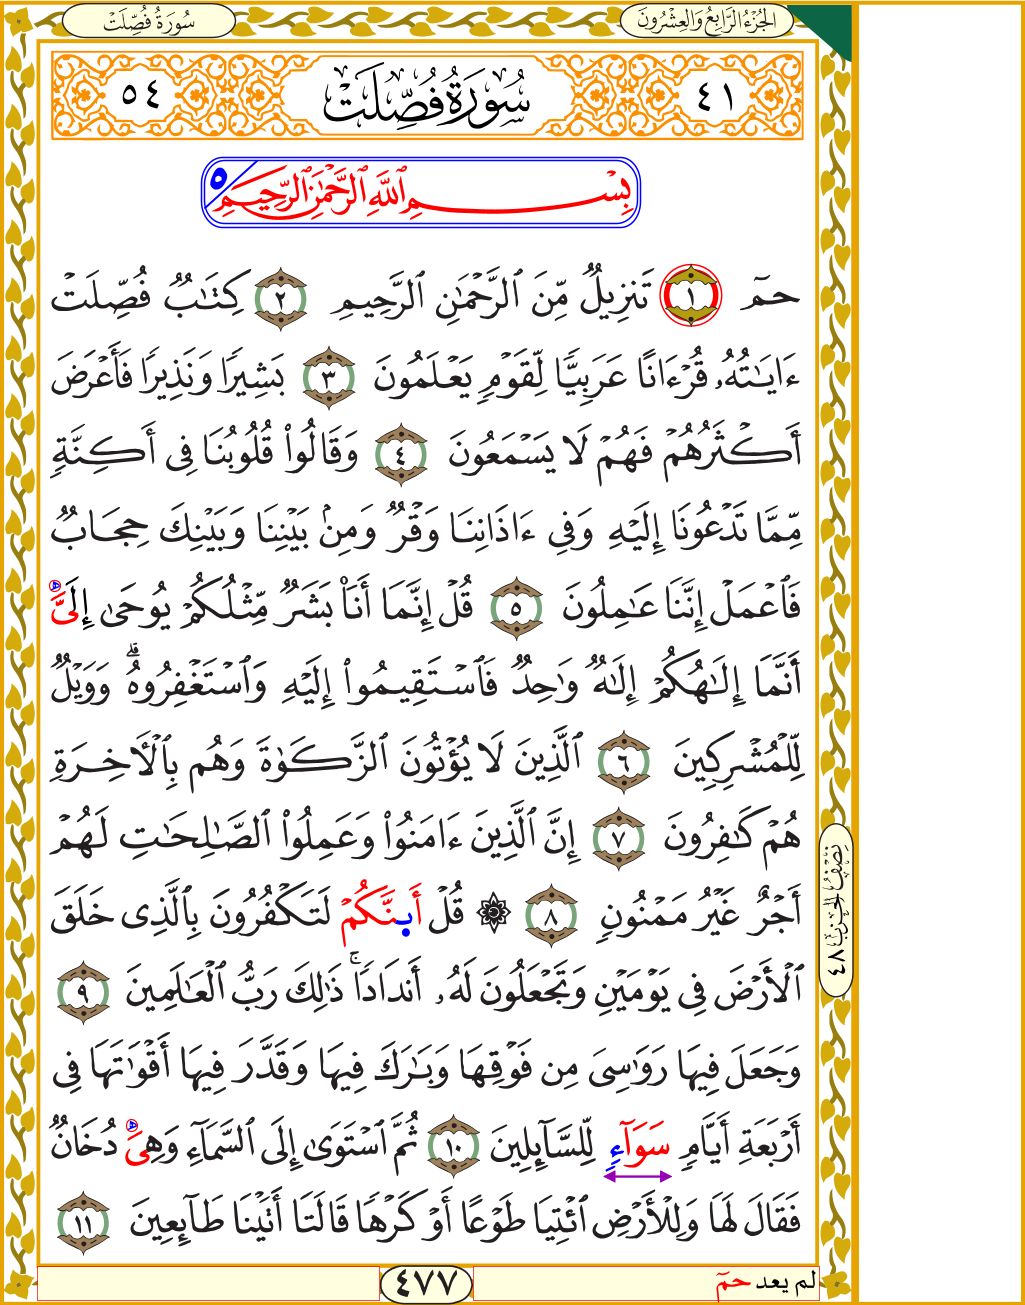 الجُزْءُ الرَّابِعُ وَالعِشْرُونَ
سُورَةُ فُصِّلَتْ
٤١
سُورَةُ فُصِّلَتْ
٥٤
بِسْمِ ٱللَّهِ ٱلرَّحْمَٰنِ ٱلرَّحِيمِ ٥
حمٓ ١ تَنزِيلٌ مِّنَ ٱلرَّحْمَٰنِ ٱلرَّحِيمِ ٢ كِتَٰبٌ فُصِّلَتْ
ءَايَٰتُهُۥ قُرْءَانًا عَرَبِيًّا لِّقَوْمٍ يَعْلَمُونَ ٣ بَشِيرًا وَنَذِيرًا فَأَعْرَضَ
أَكْثَرُهُمْ فَهُمْ لَا يَسْمَعُونَ ٤ وَقَالُوا۟ قُلُوبُنَا فِى أَكِنَّةٍ
مِّمَّا تَدْعُونَا إِلَيْهِ وَفِى ءَاذَانِنَا وَقْرٌ وَمِنۢ بَيْنِنَا وَبَيْنِكَ حِجَابٌ
فَٱعْمَلْ إِنَّنَا عَٰمِلُونَ ٥ قُلْ إِنَّمَا أَنَا۠ بَشَرٌ مِّثْلُكُمْ يُوحَىٰ إِلَىَّ
أَنَّمَا إِلَٰهُكُمْ إِلَٰهٌ وَٰحِدٌ فَٱسْتَقِيمُوا۟ إِلَيْهِ وَٱسْتَغْفِرُوهُ ۗ وَوَيْلٌ
لِّلْمُشْرِكِينَ ٦ ٱلَّذِينَ لَا يُؤْتُونَ ٱلزَّكَوٰةَ وَهُم بِٱلْأَخِرَةِ
هُمْ كَٰفِرُونَ ٧ إِنَّ ٱلَّذِينَ ءَامَنُوا۟ وَعَمِلُوا۟ ٱلصَّٰلِحَٰتِ لَهُمْ
أَجْرٌ غَيْرُ مَمْنُونٍ ٨ ۞ قُلْ أَىِٕنَّكُمْ لَتَكْفُرُونَ بِٱلَّذِى خَلَقَ
ٱلْأَرْضَ فِى يَوْمَيْنِ وَتَجْعَلُونَ لَهُۥ أَندَادًا ۚ ذَٰلِكَ رَبُّ ٱلْعَٰلَمِينَ ٩
وَجَعَلَ فِيهَا رَوَٰسِىَ مِن فَوْقِهَا وَبَٰرَكَ فِيهَا وَقَدَّرَ فِيهَا أَقْوَٰتَهَا فِى
أَرْبَعَةِ أَيَّامٍ سَوَآءٍ لِّلسَّآئِلِينَ ١٠ ثُمَّ ٱسْتَوَىٰ إِلَى ٱلسَّمَآءِ وَهِىَ دُخَانٌ
فَقَالَ لَهَا وَلِلْأَرْضِ ٱئْتِيَا طَوْعًا أَوْ كَرْهًا قَالَتَا أَتَيْنَا طَآئِعِينَ ١١
نِصْفُ الحِزْبِ ٤٨
لم يعد حمٓ
٤٧٧